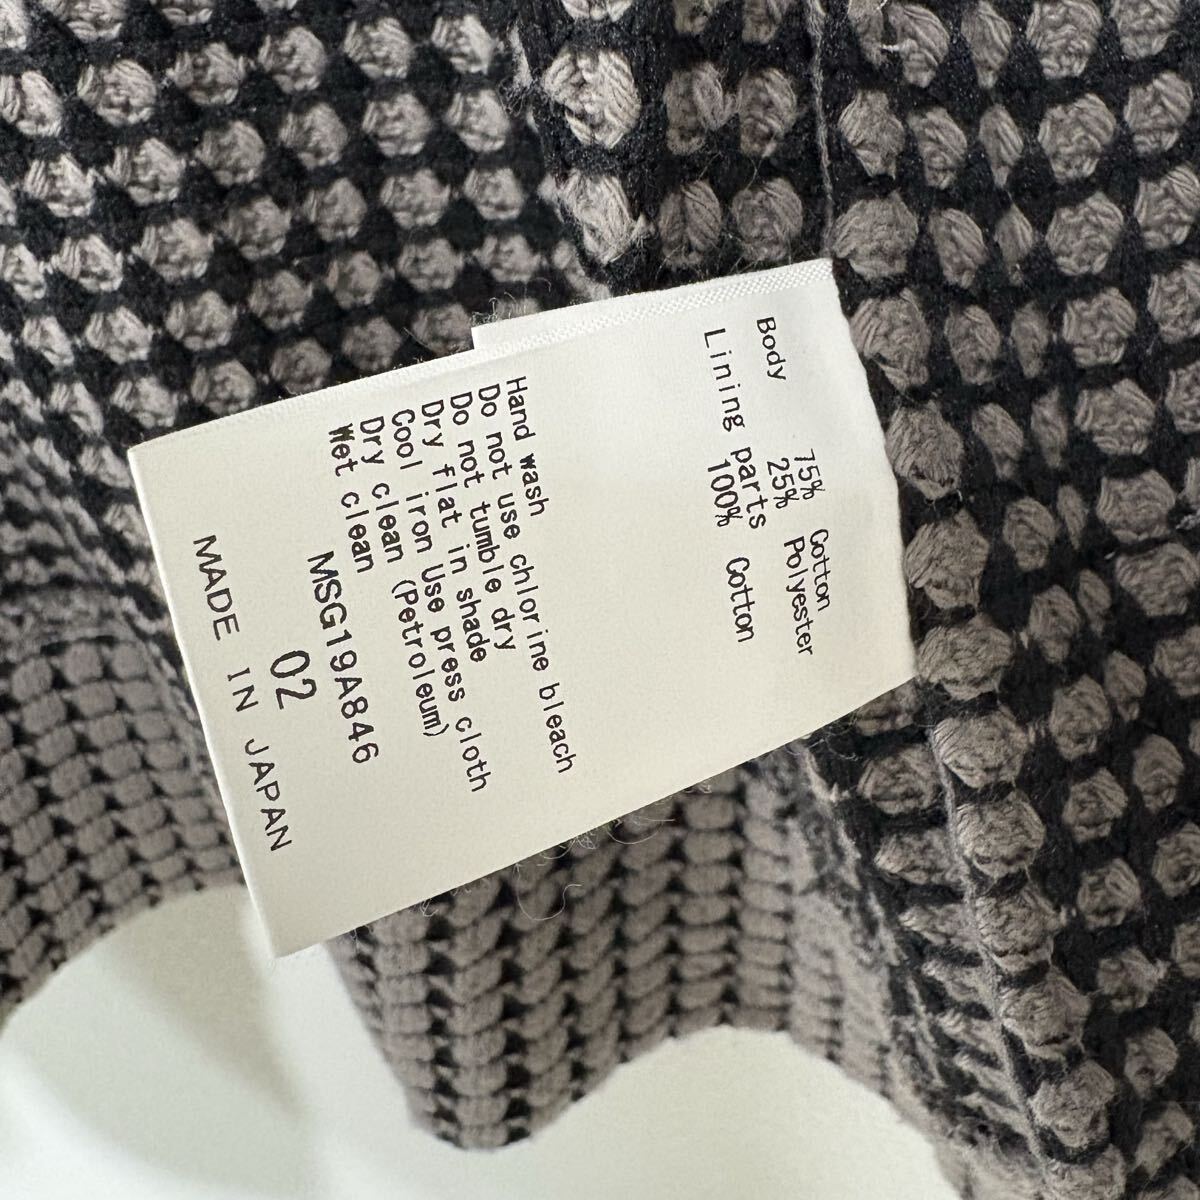 Body
75% Cotton
25% Polyester
Lining parts
100% Cotton
Hand wash
Do not use chlorine bleach
Do not tumble dry
Dry flat in shade
Cool iron Use press cloth
Dry clean (Petroleum)
Wet clean
MSG19A846
02
MADE IN JAPAN